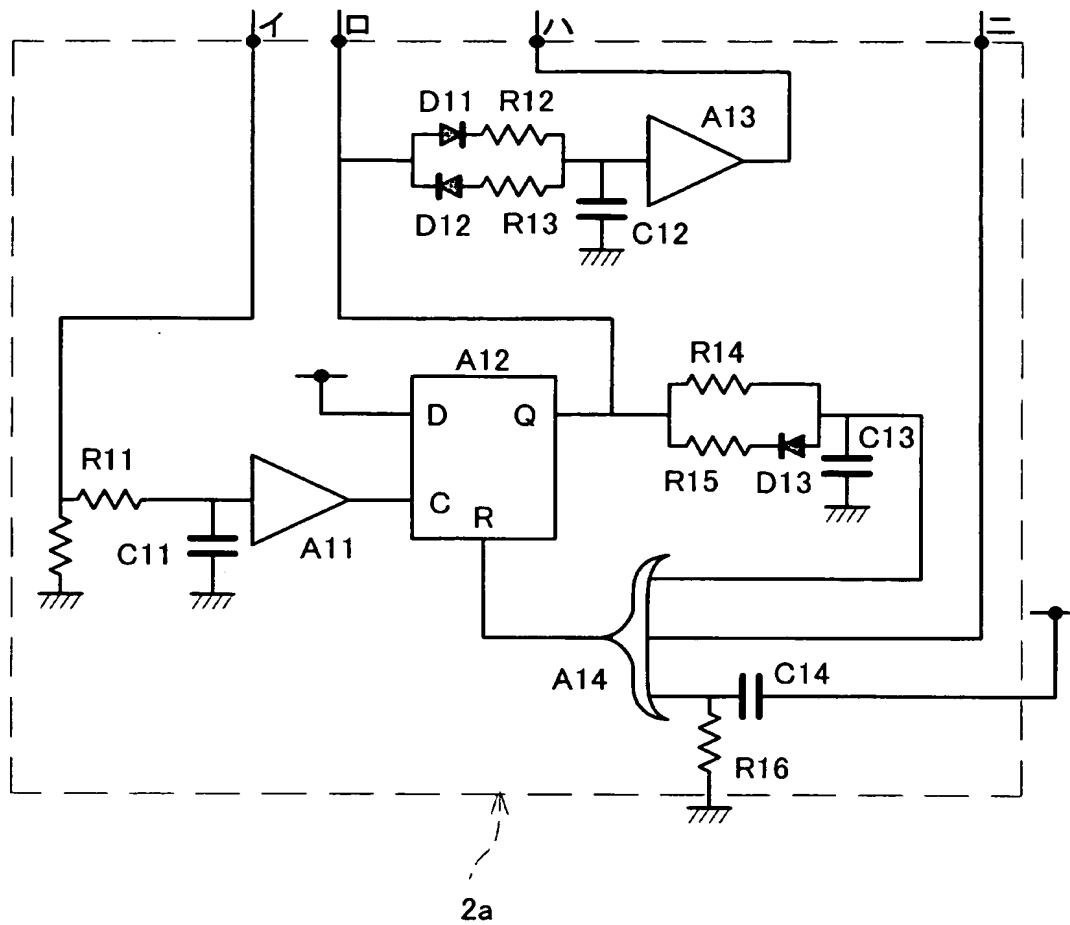 イ ロ ハ ニ
D11 R12 A13
D12 R13 C12
A12 R14
D Q
R11 R15 D13 C13
C R
C11 A11
A14 C14
R16
2a